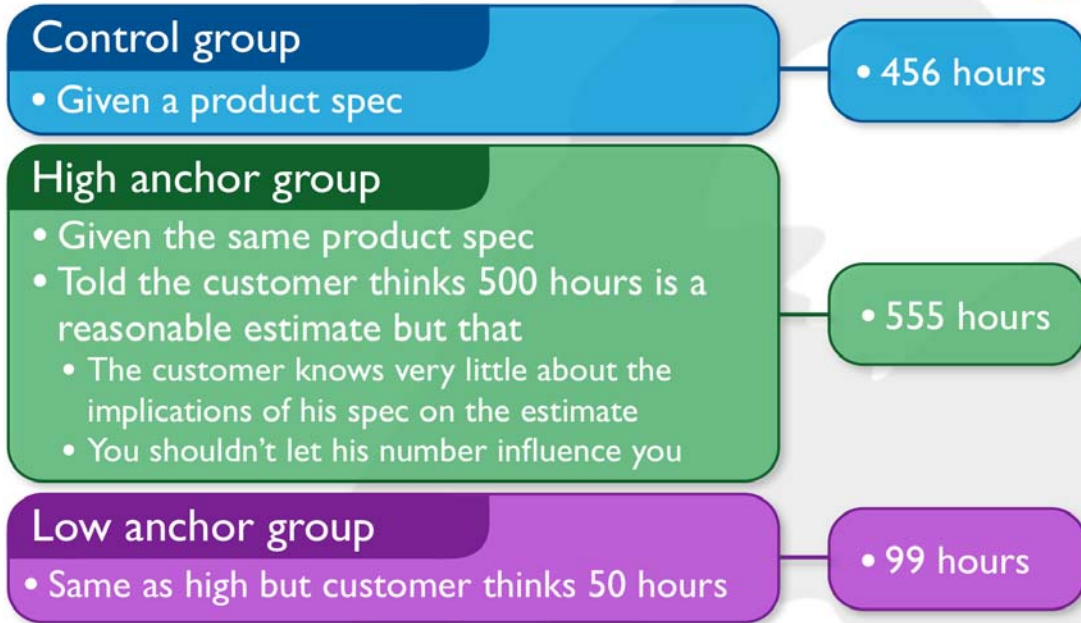 Control group
• Given a product spec
• 456 hours
High anchor group
• Given the same product spec
• Told the customer thinks 500 hours is a
reasonable estimate but that
• The customer knows very little about the
implications of his spec on the estimate
• You shouldn't let his number influence you
• 555 hours
Low anchor group
• Same as high but customer thinks 50 hours
• 99 hours